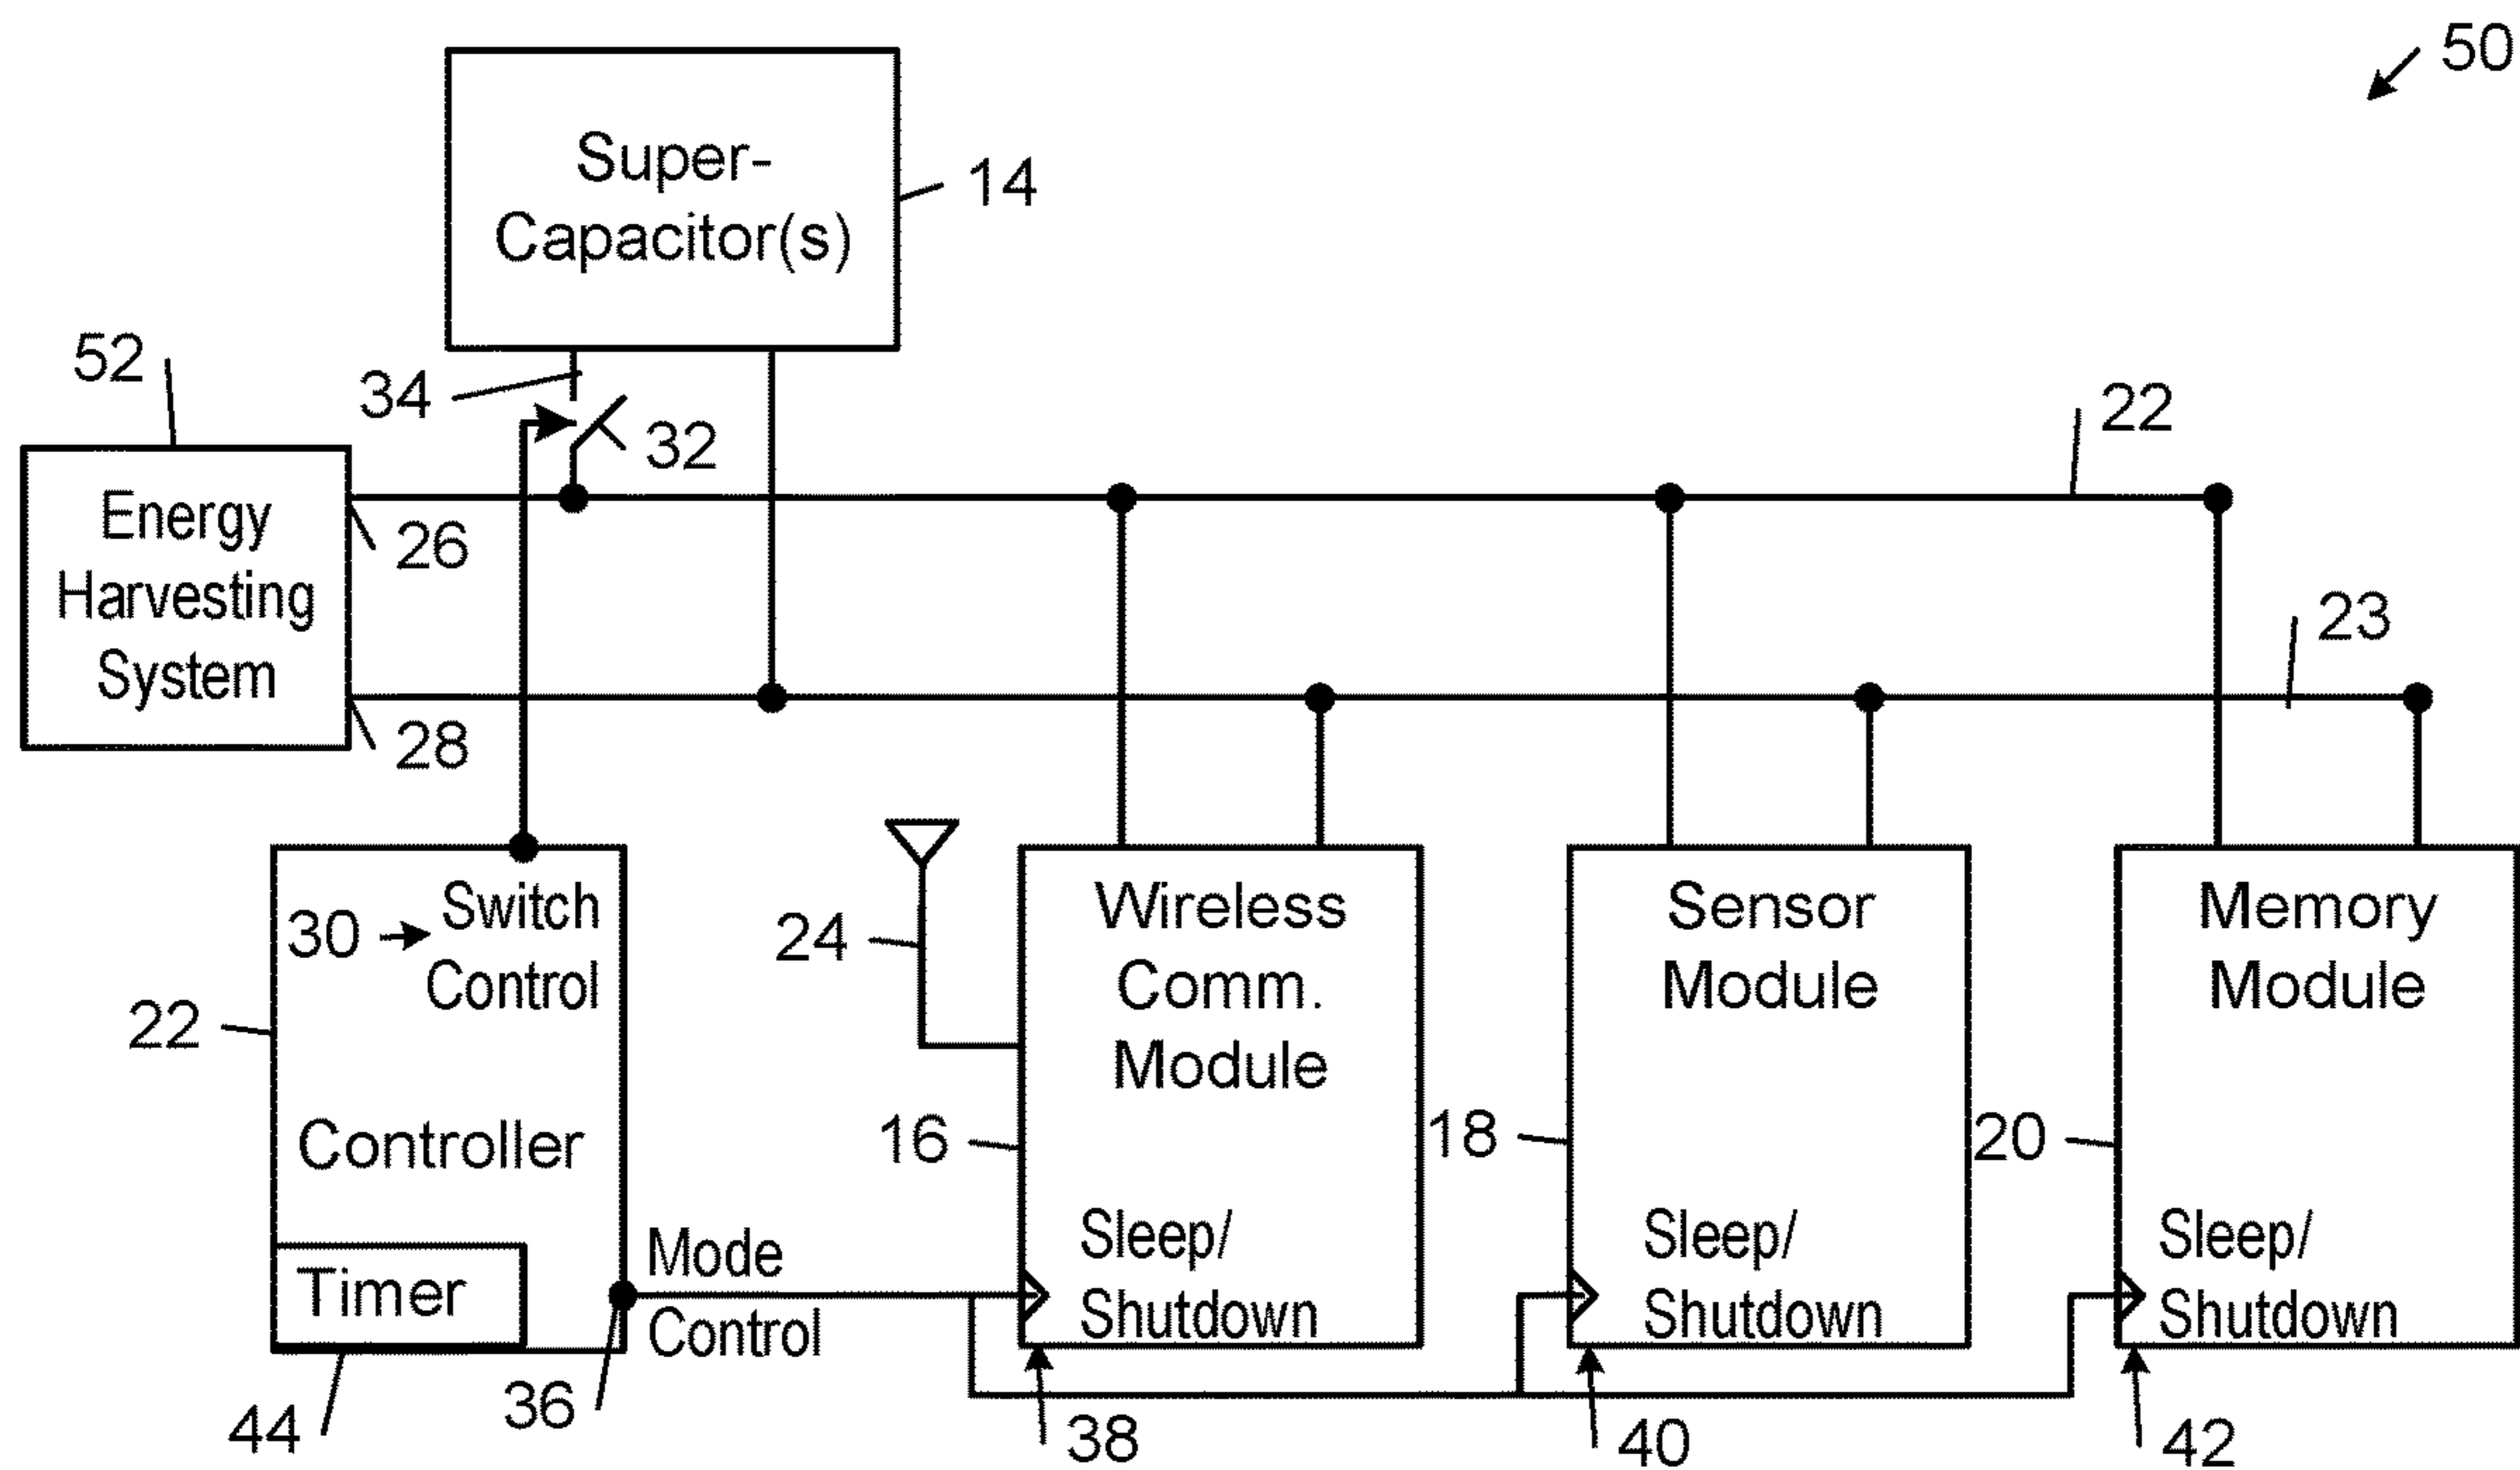 50
Super-
Capacitor(s)
14
52
34
32
22
Energy
Harvesting
System
26
28
23
30
Switch
Control
22
Controller
Timer
44
36
Mode
Control
24
Wireless
Comm.
Module
16
Sleep/
Shutdown
38
Sensor
Module
18
Sleep/
Shutdown
40
Memory
Module
20
Sleep/
Shutdown
42